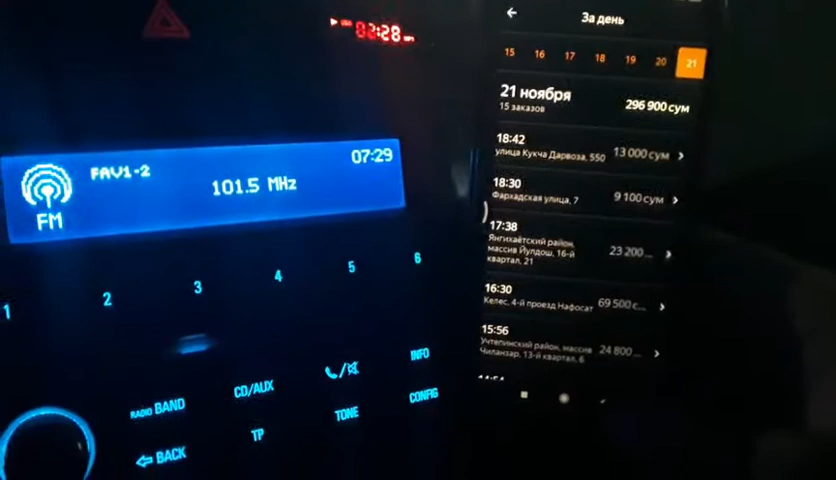 FAV1-2
07:29
101.5 MHz
FM
1 2 3 4 5 6
INFO
CD/AUX
RADIO BAND
CONFIG
TONE
TP
BACK
За день
15 16 17 18 19 20 21
21 ноября
296 900 сум
15 заказов
18:42
улица Кукча Дарвоза, 550
13 000 сум
18:30
Фархадская улица, 7
9 100 сум
17:38
Янгихаётский район,
массив Йулдош, 16-й
квартал, 21
23 200...
16:30
Келес, 4-й проезд Нафосат
69 500 с...
15:56
Учтепинский район, массив
Чиланзар, 13-й квартал, 6
24 800...